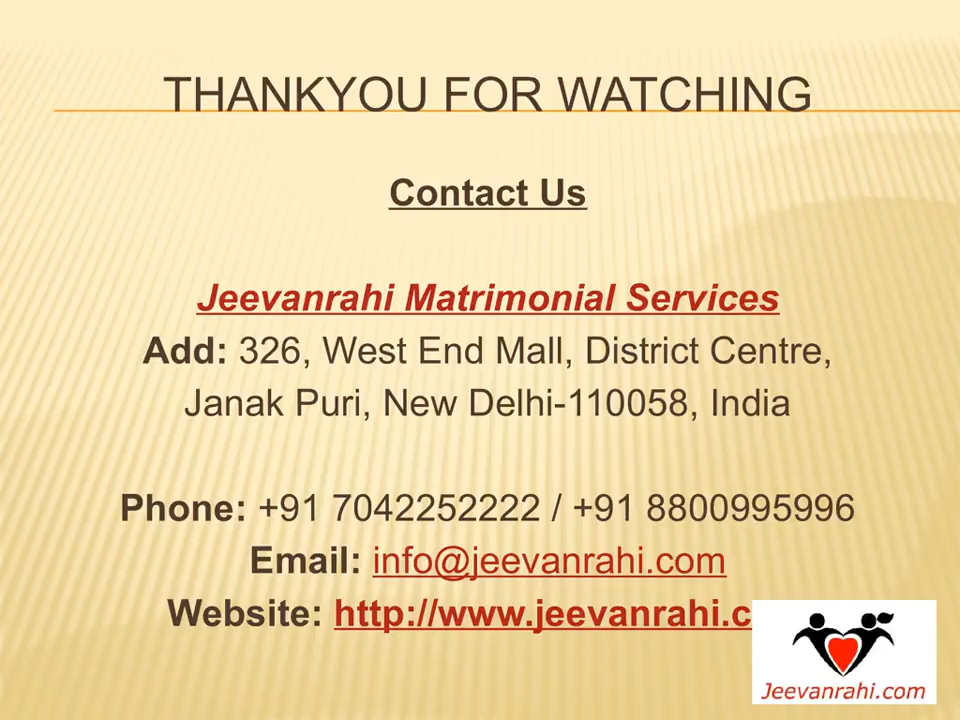 THANKYOU FOR WATCHING
Contact Us
Jeevanrahi Matrimonial Services
Add: 326, West End Mall, District Centre,
Janak Puri, New Delhi-110058, India
Phone: +91 7042252222 / +91 8800995996
Email: info@jeevanrahi.com
Website: http://www.jeevanrahi.c
Jeevanrahi.com